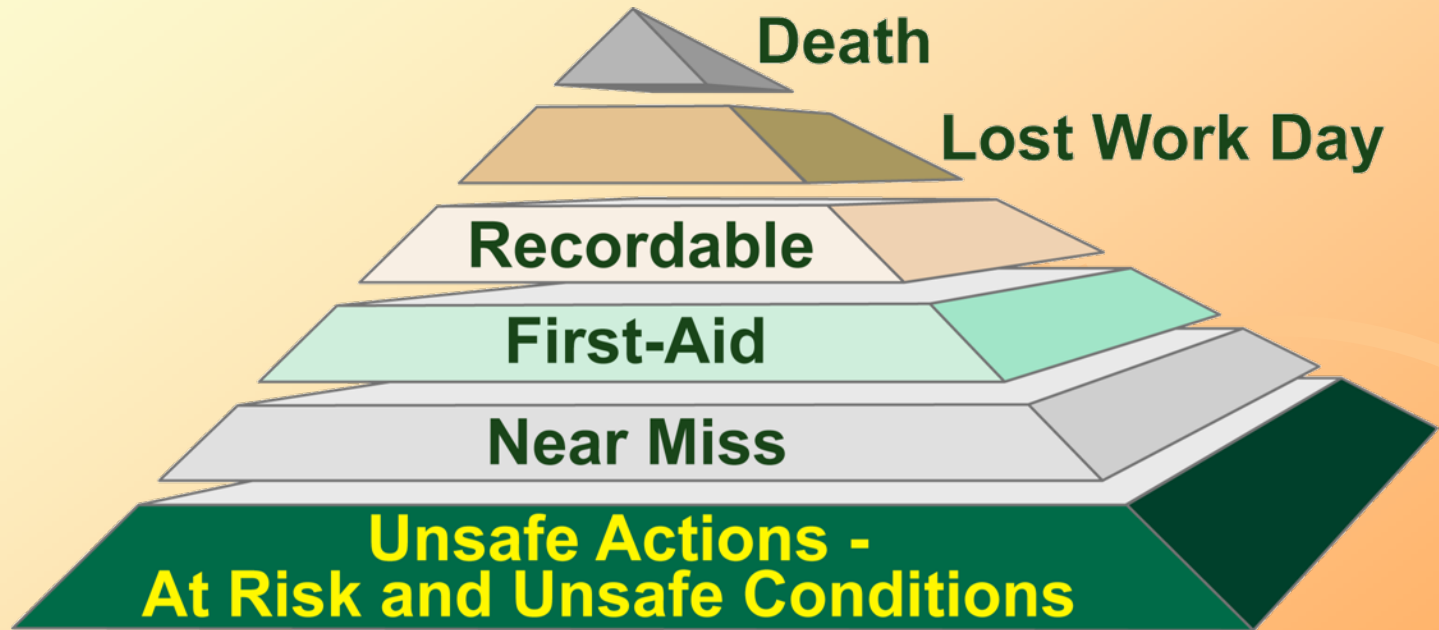 Death
Lost Work Day
Recordable
First-Aid
Near Miss
Unsafe Actions -
At Risk and Unsafe Conditions